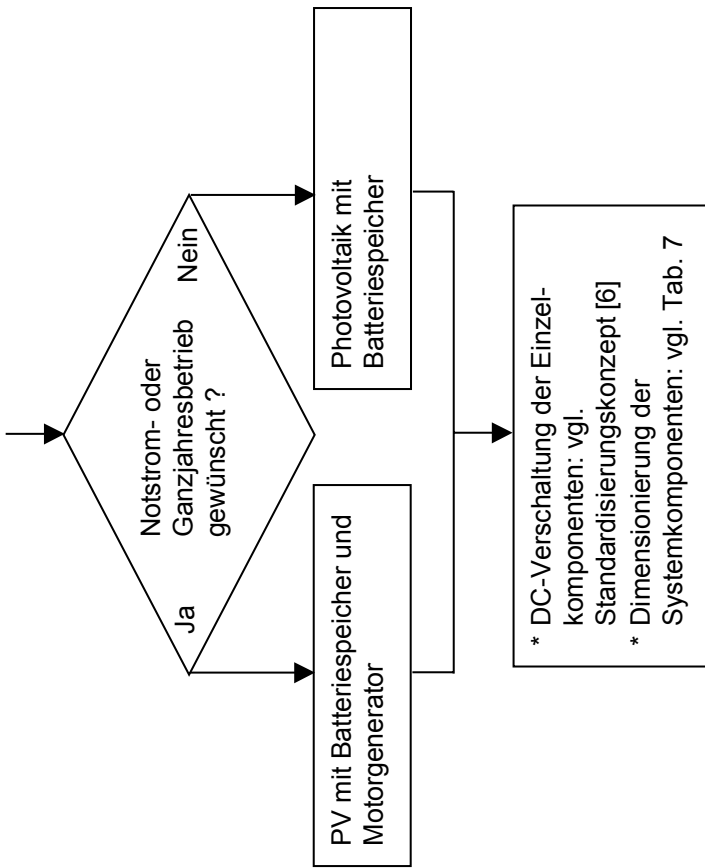 Notstrom- oder
Ganzjahresbetrieb
gewünscht ?
Ja
Nein
PV mit Batteriespeicher und
Motorgenerator
Photovoltaik mit
Batteriespeicher
* DC-Verschaltung der Einzel-
komponenten: vgl.
Standardisierungskonzept [6]
* Dimensionierung der
Systemkomponenten: vgl. Tab. 7